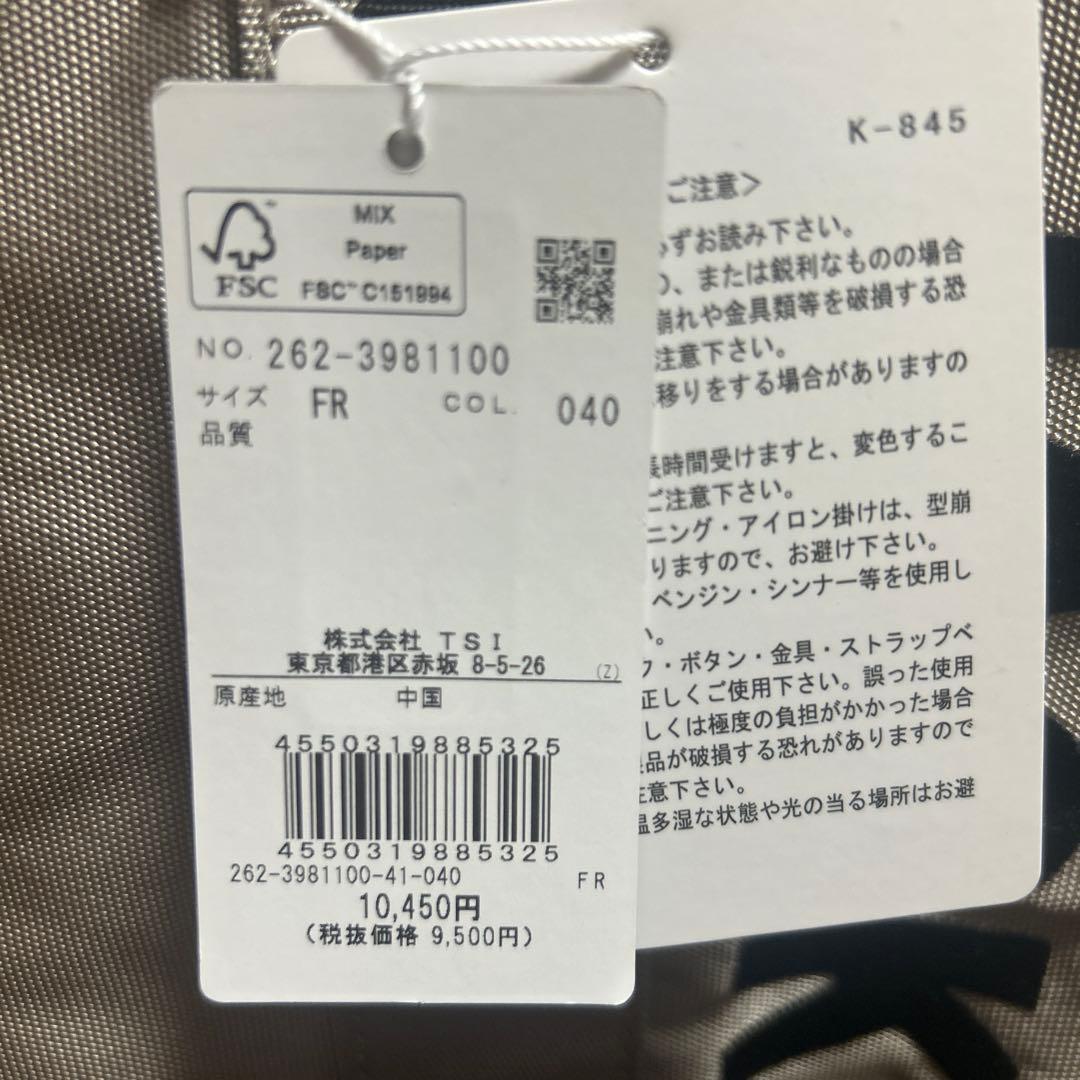 MIX
Paper
FSC
FSC™ C151994
NO. 262-3981100
サイズ FR COL. 040
品質
株式会社 TSI
東京都港区赤坂 8-5-26 (Z)
原産地 中国
4550319885325
4550319885325
262-3981100-41-040 FR
10,450円
(税抜価格 9,500円)
K-845
ご注意>
ずお読み下さい。
、または鋭利なものの場合
崩れや金具類等を破損する恐
注意下さい。
移りをする場合がありますの
長時間受けますと、変色するこ
ご注意下さい。
ニング・アイロン掛けは、型崩
りますので、お避け下さい。
ベンジン・シンナー等を使用し
い。
ク・ボタン・金具・ストラップベ
正しくご使用下さい。誤った使用
しくは極度の負担がかかった場合
品が破損する恐れがありますので
注意下さい。
温多湿な状態や光の当る場所はお避
K